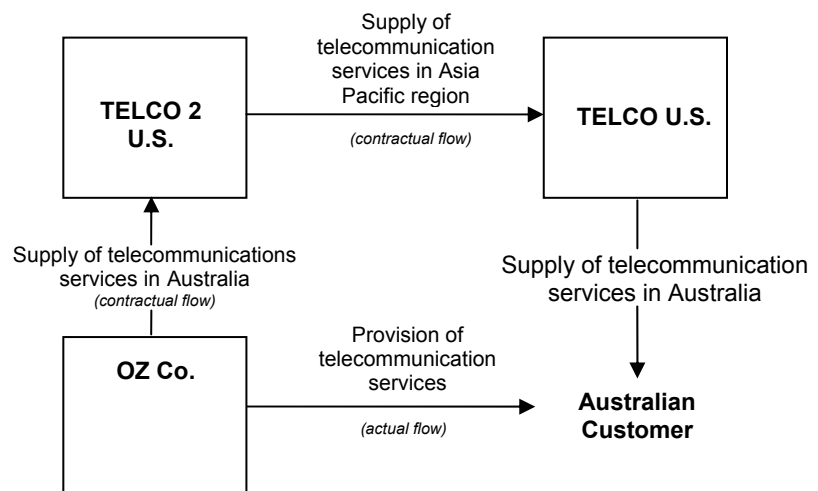 Supply of
telecommunication
services in Asia
Pacific region
(contractual flow)
TELCO 2
U.S.
TELCO U.S.
Supply of telecommunications
services in Australia
(contractual flow)
Supply of telecommunication
services in Australia
OZ Co.
Provision of
telecommunication
services
(actual flow)
Australian
Customer